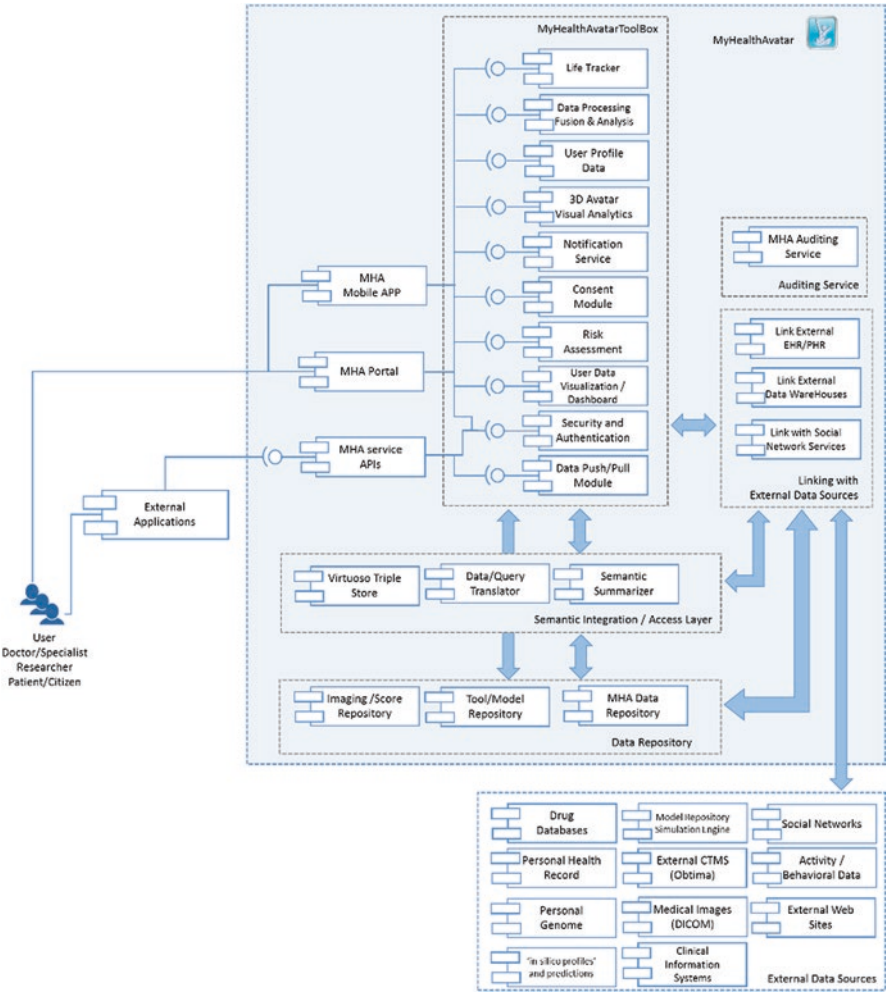 MyHealthAvatarToolBox
MyHealthAvatar
Life Tracker
Data Processing
Fusion & Analysis
User Profile
Data
3D Avatar
Visual Analytics
Notification
Service
Consent
Module
Risk
Assessment
User Data
Visualization /
Dashboard
Security and
Authentication
Data Push/Pull
Module
MHA
Mobile APP
MHA Portal
MHA service
APIs
External
Applications
User
Doctor/Specialist
Researcher
Patient/Citizen
MHA Auditing
Service
Auditing Service
Link External
EHR/PHR
Link External
Data WareHouses
Link with Social
Network Services
Linking with
External Data Sources
Virtuoso Triple
Store
Data/Query
Translator
Semantic
Summarizer
Semantic Integration / Access Layer
Imaging /Score
Repository
Tool/Model
Repository
MHA Data
Repository
Data Repository
Drug
Databases
Model Repository
Simulation Engine
Social Networks
Personal Health
Record
External CTMS
(Obtima)
Activity /
Behavioral Data
Personal
Genome
Medical Images
(DICOM)
External Web
Sites
'in silico profiles'
and predictions
Clinical
Information
Systems
External Data Sources